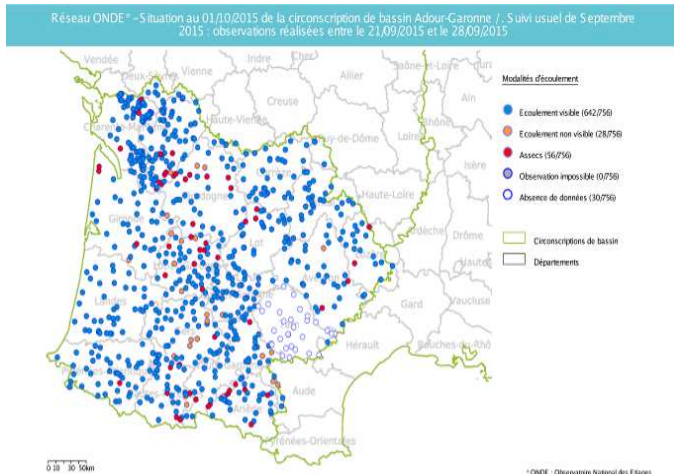 Réseau ONDE* - Situation au 01/10/2015 de la circonscription de bassin Adour-Garonne /. Suivi usuel de Septembre
2015 : observations réalisées entre le 21/09/2015 et le 28/09/2015
Vendée
Deux-Sèvres
Vienne
Indre
Cher
Allier
Saône-et-Loire
Ain
Creuse
Haute-Vienne
Charente-Maritime
Puy-de-Dôme
Loire
Rhône
Isère
Corrèze
Dordogne
Haute-Loire
Gironde
Lot
Ardèche
Drôme
Aveyron
Landes
Gard
Vaucluse
Hérault
Bouches-du-Rhône
Aude
Ariège
Pyrénées-Orientales
Modalités d'écoulement
Ecoulement visible (642/756)
Ecoulement non visible (28/756)
Assecs (56/756)
Observation impossible (0/756)
Absence de données (30/756)
Circonscriptions de bassin
Départements
0 10 30 50km
* ONDE : Observatoire National des Etiages